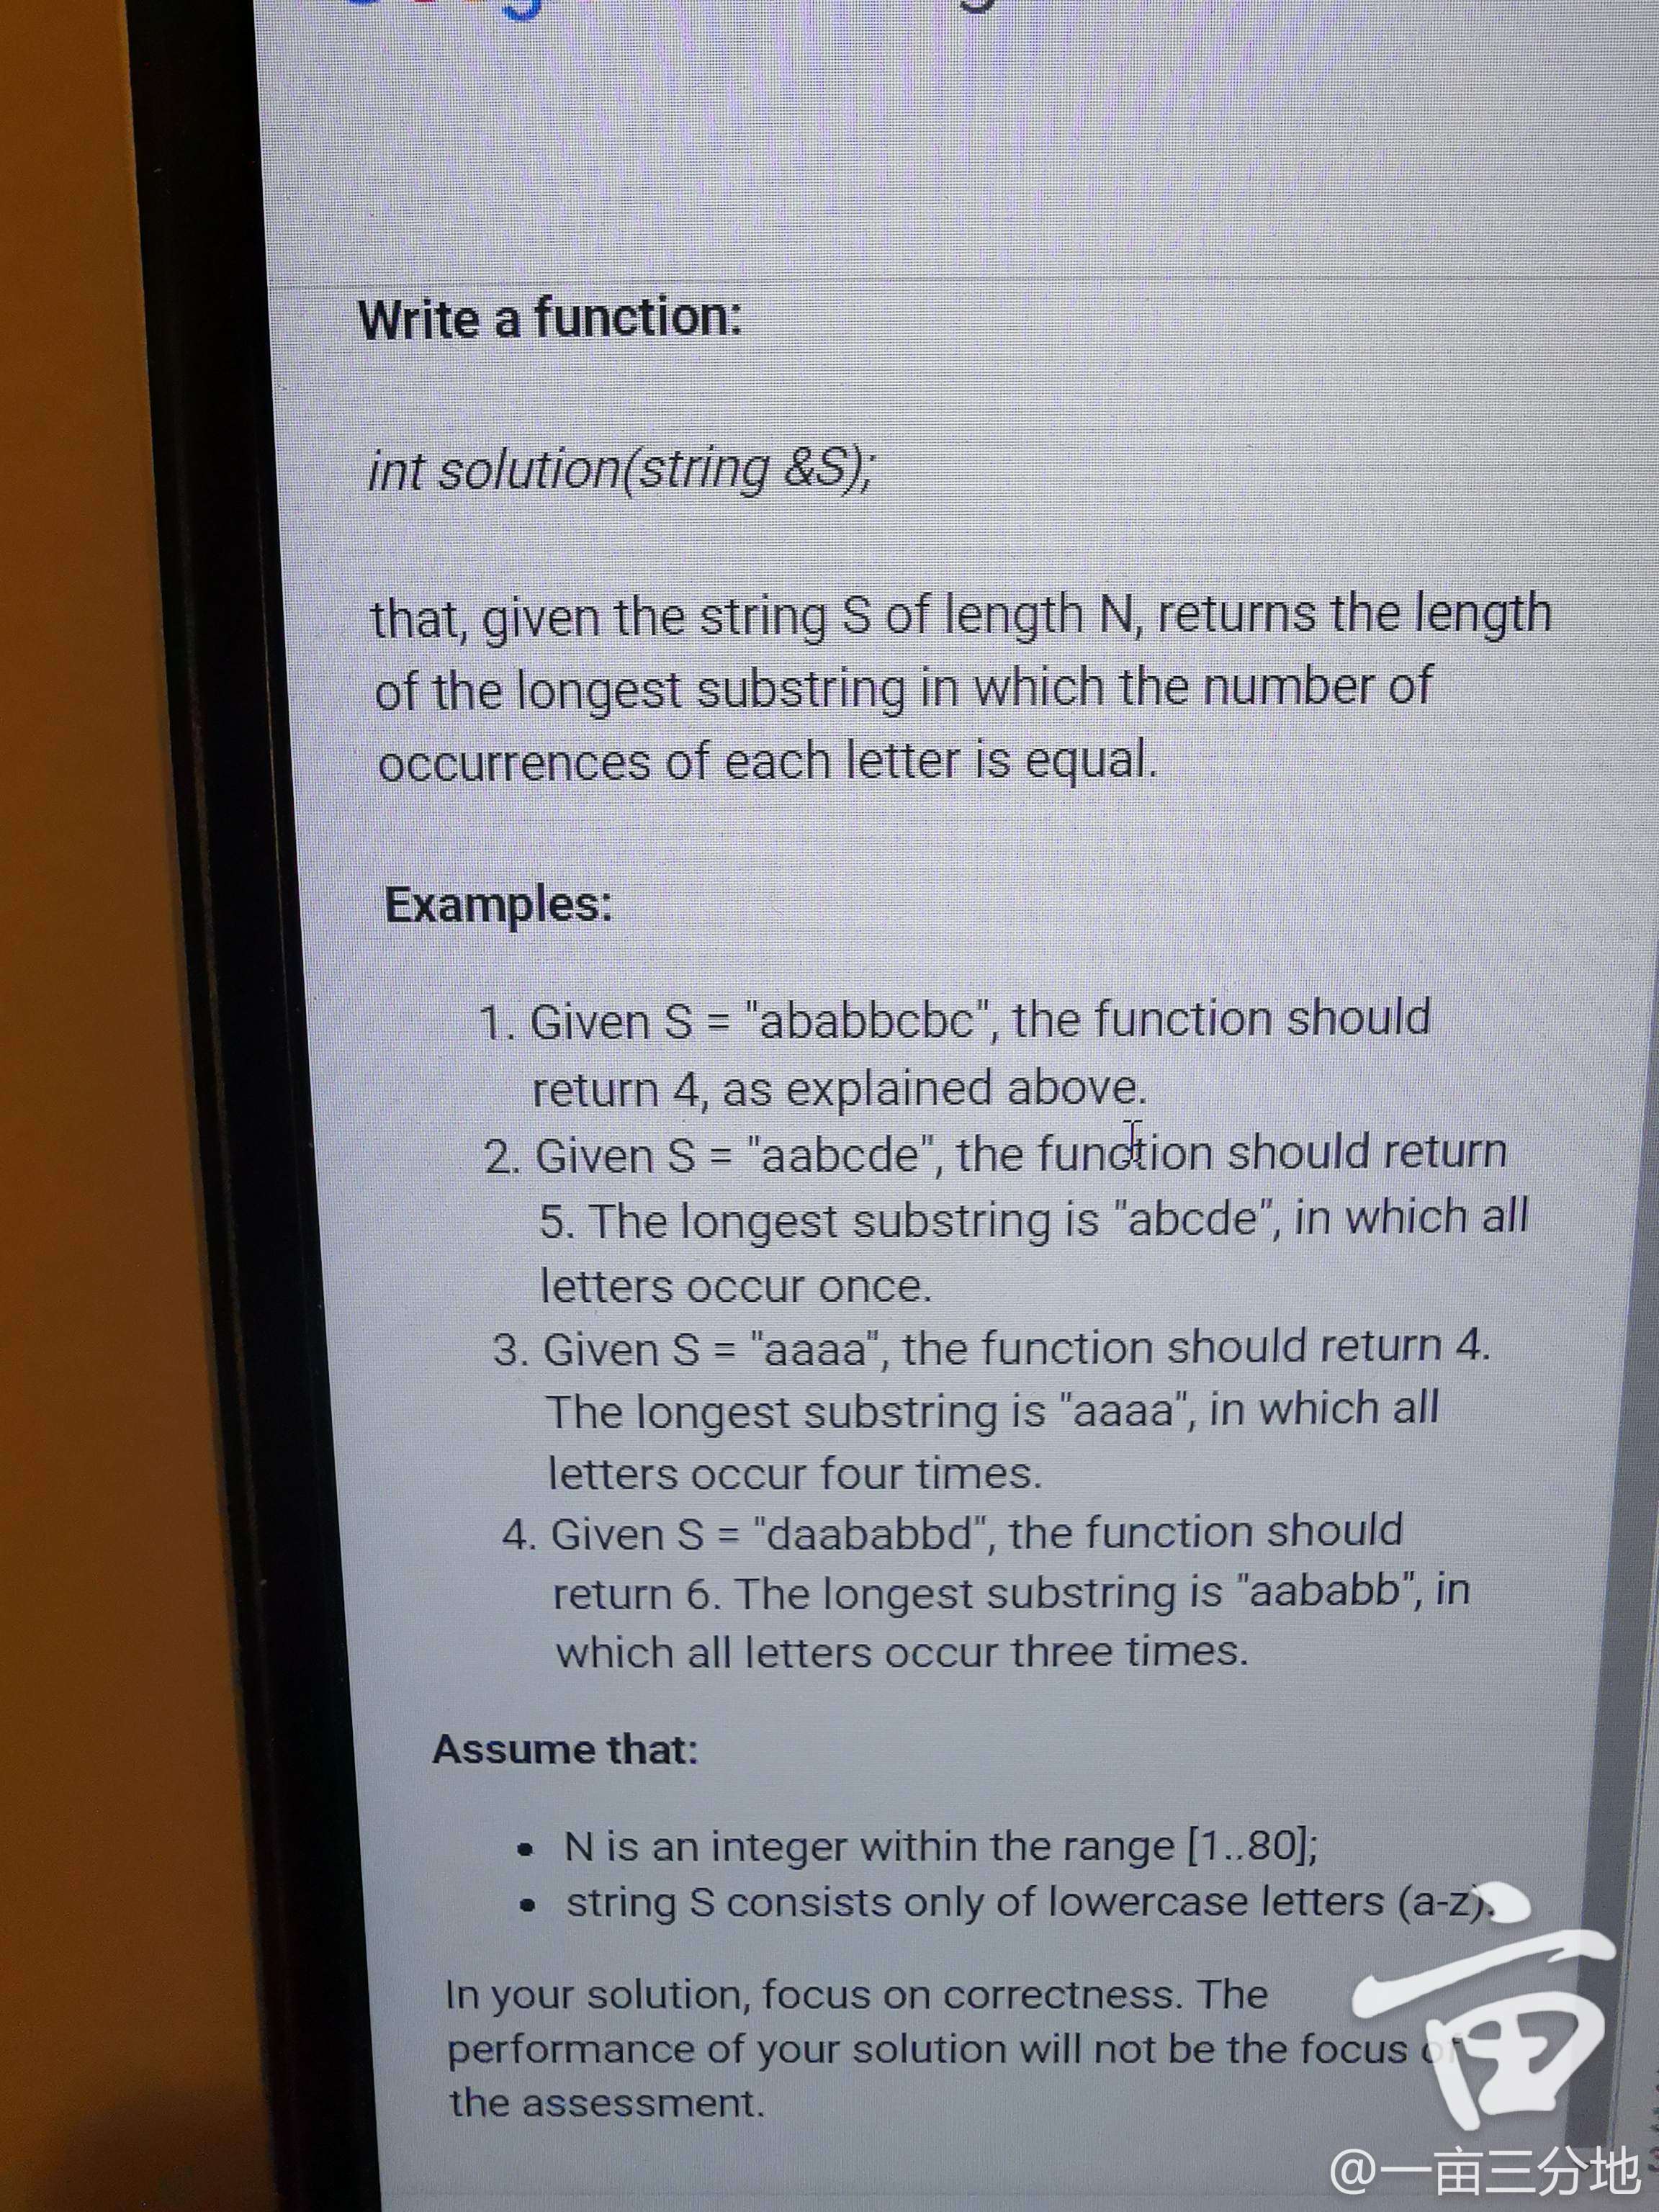 Write a function:
int solution(string &S);
that, given the string S of length N, returns the length
of the longest substring in which the number of
occurrences of each letter is equal.
Examples:
1. Given S = "ababbcbc", the function should
return 4, as explained above.
2. Given S = "aabcde", the function should return
5. The longest substring is "abcde", in which all
letters occur once.
3. Given S = "aaaa", the function should return 4.
The longest substring is "aaaa", in which all
letters occur four times.
4. Given S = "daababbd", the function should
return 6. The longest substring is "aababb", in
which all letters occur three times.
Assume that:
• N is an integer within the range [1..80];
• string S consists only of lowercase letters (a-z).
In your solution, focus on correctness. The
performance of your solution will not be the focus of
the assessment.
亩
@一亩三分地